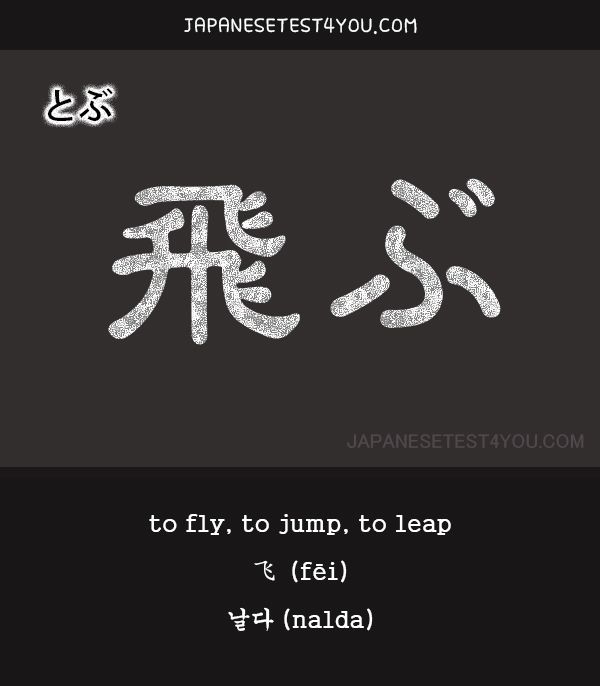 JAPANESETEST4YOU.COM
とぶ
飛ぶ
JAPANESETEST4YOU.COM
to fly, to jump, to leap
飞 (fēi)
날다 (nalda)